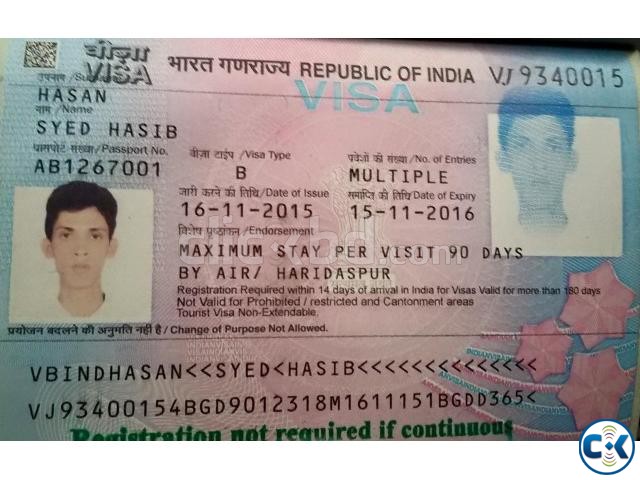 वीज़ा
VISA
भारत गणराज्य REPUBLIC OF INDIA VJ9340015
VISA
उपनाम
HASAN
नाम/Name
SYED HASIB
पासपोर्ट संख्या/Passport No.
AB1267001
वीज़ा टाईप/Visa Type
B
प्रवेशों की संख्या/No. of Entries
MULTIPLE
जारी करने की तिथि/Date of Issue
16-11-2015
समाप्ति की तिथि/Date of Expiry
15-11-2016
विशेष पृष्ठांकन/Endorsement
MAXIMUM STAY PER VISIT 90 DAYS
BY AIR/ HARIDASPUR
Registration Required within 14 days of arrival in India for Visas Valid for more than 180 days
Not Valid for Prohibited / restricted and Cantonment areas
Tourist Visa Non-Extendable.
प्रयोजन बदलने की अनुमति नहीं है/Change of Purpose Not Allowed.
VBINDHASAN<<SYED<HASIB<<<<<<<<<<<<<<
VJ93400154BGD9012318M1611151BGDD365<
Registration not required if continuous
CK